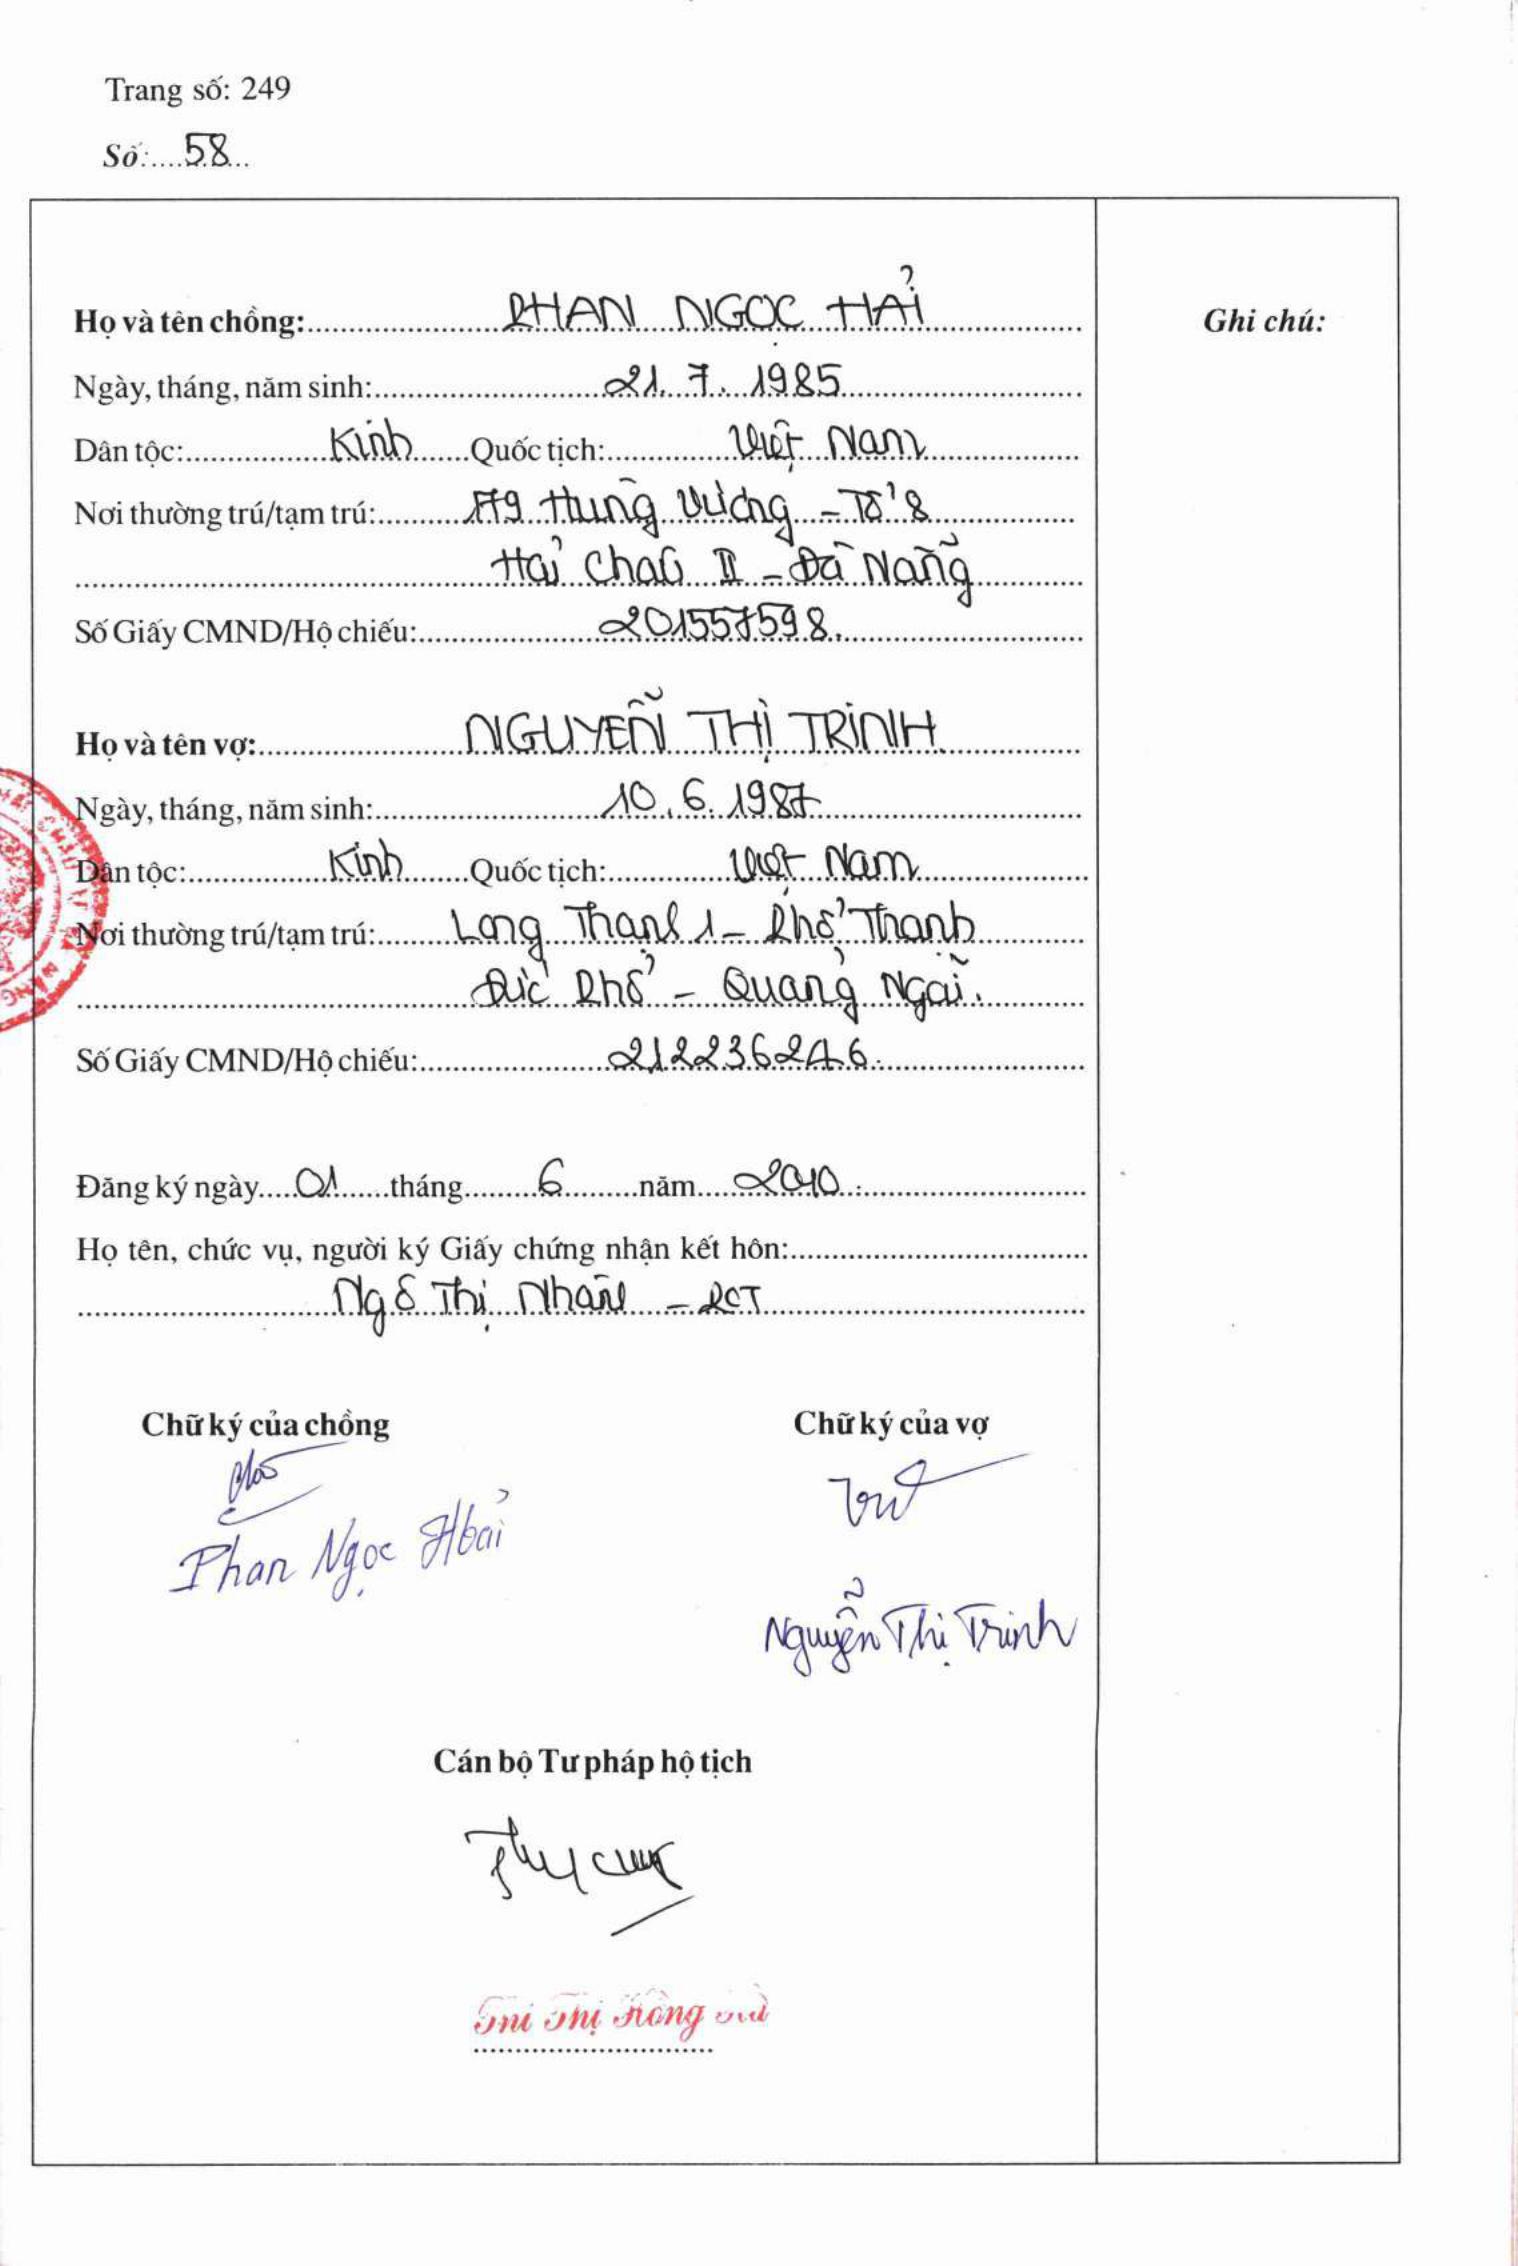 Trang số: 249
Số: 58
Họ và tên chồng: PHAN NGỌC HẢI
Ghi chú:
Ngày, tháng, năm sinh: 21.7.1985
Dân tộc: Kinh Quốc tịch: Việt Nam
Nơi thường trú/tạm trú: 179 Hùng Vương - Tổ 8
Hải Châu II - Đà Nẵng
Số Giấy CMND/Hộ chiếu: 201557598.
Họ và tên vợ: NGUYỄN THỊ TRINH
Ngày, tháng, năm sinh: 10.6.1987
Dân tộc: Kinh Quốc tịch: Việt Nam
Nơi thường trú/tạm trú: Long Thạnh 1 - Phổ Thạnh
Đức Phổ - Quảng Ngãi.
Số Giấy CMND/Hộ chiếu: 212236246.
Đăng ký ngày 01 tháng 6 năm 2010
Họ tên, chức vụ, người ký Giấy chứng nhận kết hôn:
Ngô Thị Nhàn - PCT
Chữ ký của chồng Chữ ký của vợ
Phan Ngọc Hải
Nguyễn Thị Trinh
Cán bộ Tư pháp hộ tịch
Thị Hồng